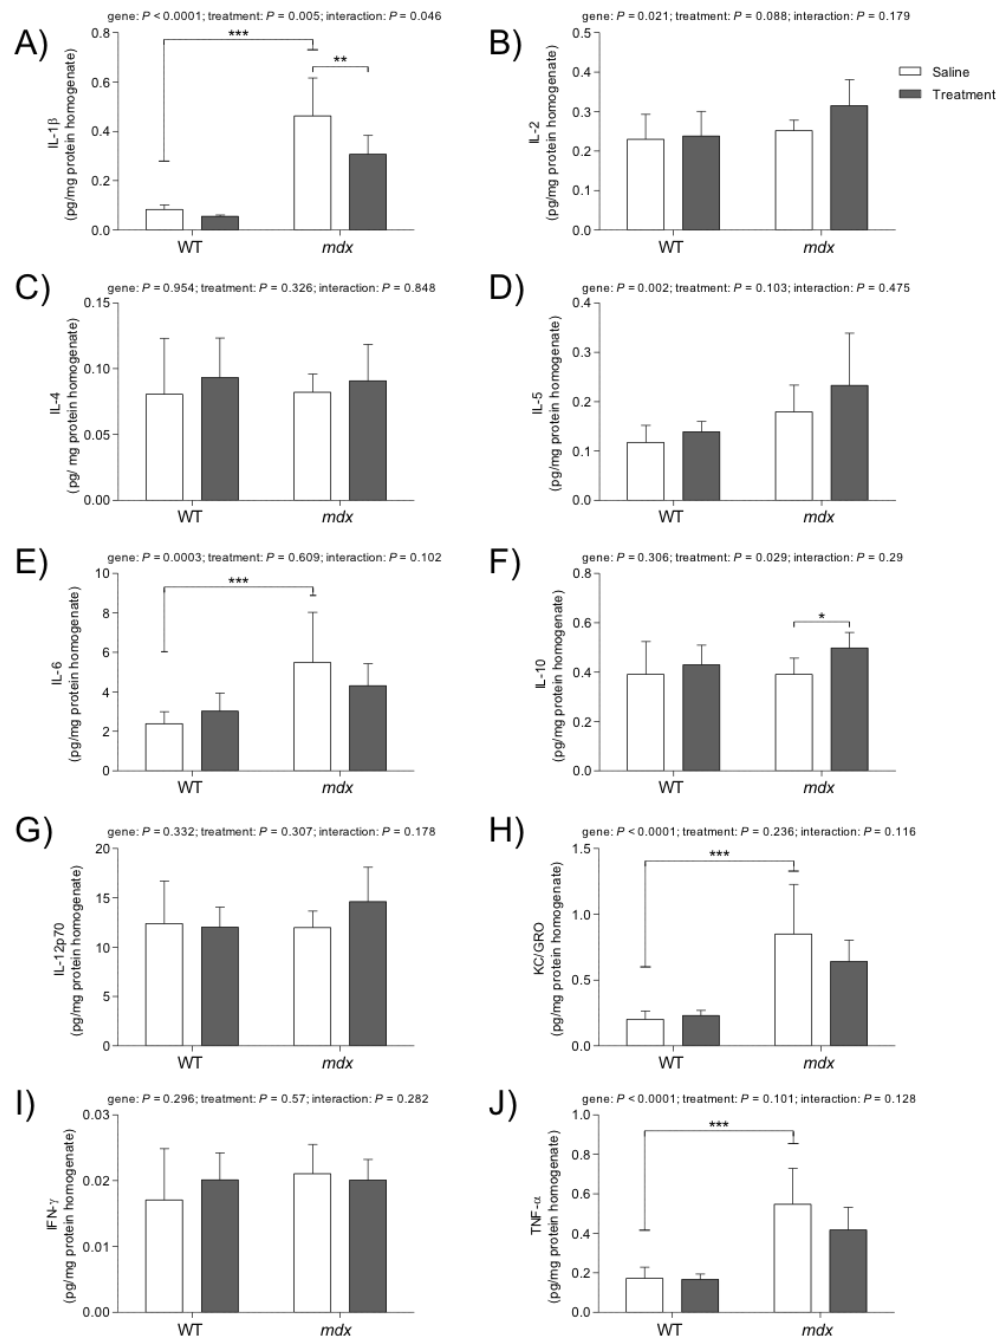 gene: P < 0.0001; treatment: P = 0.005; interaction: P = 0.046
A)
IL-1β
(pg/mg protein homogenate)
0.8
***
**
0.6
0.4
0.2
0.0
WT
mdx
gene: P = 0.021; treatment: P = 0.088; interaction: P = 0.179
B)
IL-2
(pg/mg protein homogenate)
0.5
0.4
0.3
0.2
0.1
0.0
WT
mdx
Saline
Treatment
gene: P = 0.954; treatment: P = 0.326; interaction: P = 0.848
C)
IL-4
(pg/ mg protein homogenate)
0.15
0.10
0.05
0.00
WT
mdx
gene: P = 0.002; treatment: P = 0.103; interaction: P = 0.475
D)
IL-5
(pg/mg protein homogenate)
0.4
0.3
0.2
0.1
0.0
WT
mdx
gene: P = 0.0003; treatment: P = 0.609; interaction: P = 0.102
E)
IL-6
(pg/mg protein homogenate)
10
***
8
6
4
2
0
WT
mdx
gene: P = 0.306; treatment: P = 0.029; interaction: P = 0.29
F)
IL-10
(pg/mg protein homogenate)
0.8
*
0.6
0.4
0.2
0.0
WT
mdx
gene: P = 0.332; treatment: P = 0.307; interaction: P = 0.178
G)
IL-12p70
(pg/mg protein homogenate)
20
15
10
5
0
WT
mdx
gene: P < 0.0001; treatment: P = 0.236; interaction: P = 0.116
H)
KC/GRO
(pg/mg protein homogenate)
1.5
***
1.0
0.5
0.0
WT
mdx
gene: P = 0.296; treatment: P = 0.57; interaction: P = 0.282
I)
IFN-γ
(pg/mg protein homogenate)
0.03
0.02
0.01
0.00
WT
mdx
gene: P < 0.0001; treatment: P = 0.101; interaction: P = 0.128
J)
TNF-α
(pg/mg protein homogenate)
1.0
***
0.8
0.6
0.4
0.2
0.0
WT
mdx